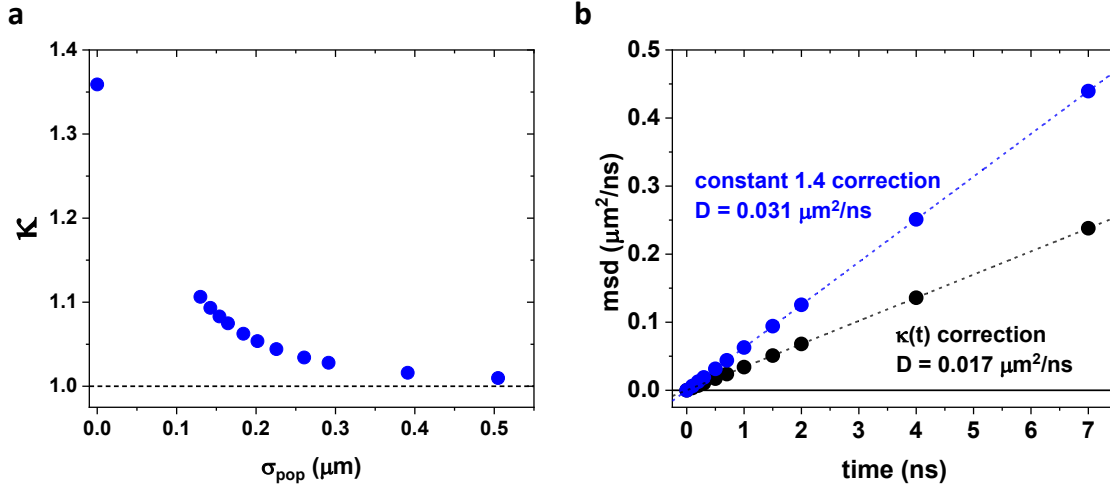 a
1.4
1.3
1.2
1.1
1.0
κ
0.0 0.1 0.2 0.3 0.4 0.5
σpop (μm)
b
0.5
0.4
0.3
0.2
0.1
0.0
msd (μm²/ns)
constant 1.4 correction
D = 0.031 μm²/ns
κ(t) correction
D = 0.017 μm²/ns
0 1 2 3 4 5 6 7
time (ns)